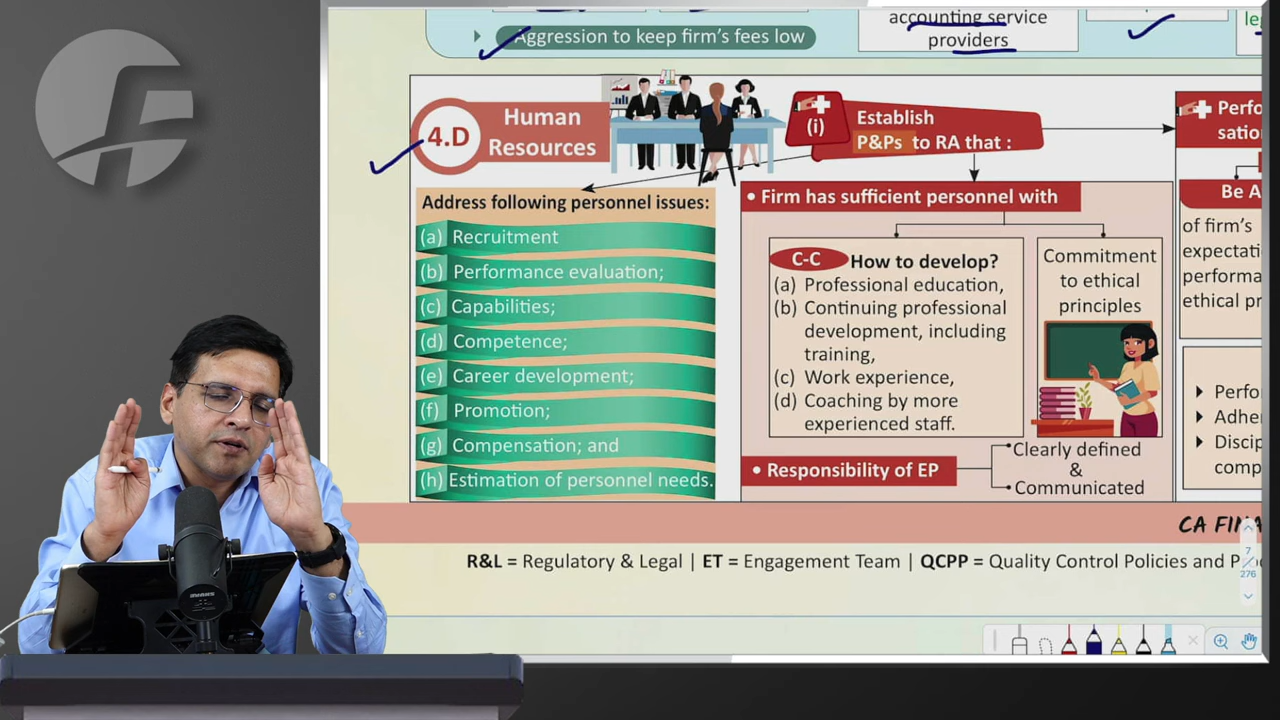 Aggression to keep firm's fees low
accounting service
providers
4.D
Human
Resources
(i)
Establish
P&Ps to RA that :
Address following personnel issues:
(a) Recruitment
(b) Performance evaluation;
(c) Capabilities;
(d) Competence;
(e) Career development;
(f) Promotion;
(g) Compensation; and
(h) Estimation of personnel needs.
• Firm has sufficient personnel with
C-C How to develop?
(a) Professional education,
(b) Continuing professional
development, including
training,
(c) Work experience,
(d) Coaching by more
experienced staff.
Commitment
to ethical
principles
• Responsibility of EP
Clearly defined
&
Communicated
Be A
of firm's
ethical
R&L = Regulatory & Legal | ET = Engagement Team | QCPP = Quality Control Policies and
7
276